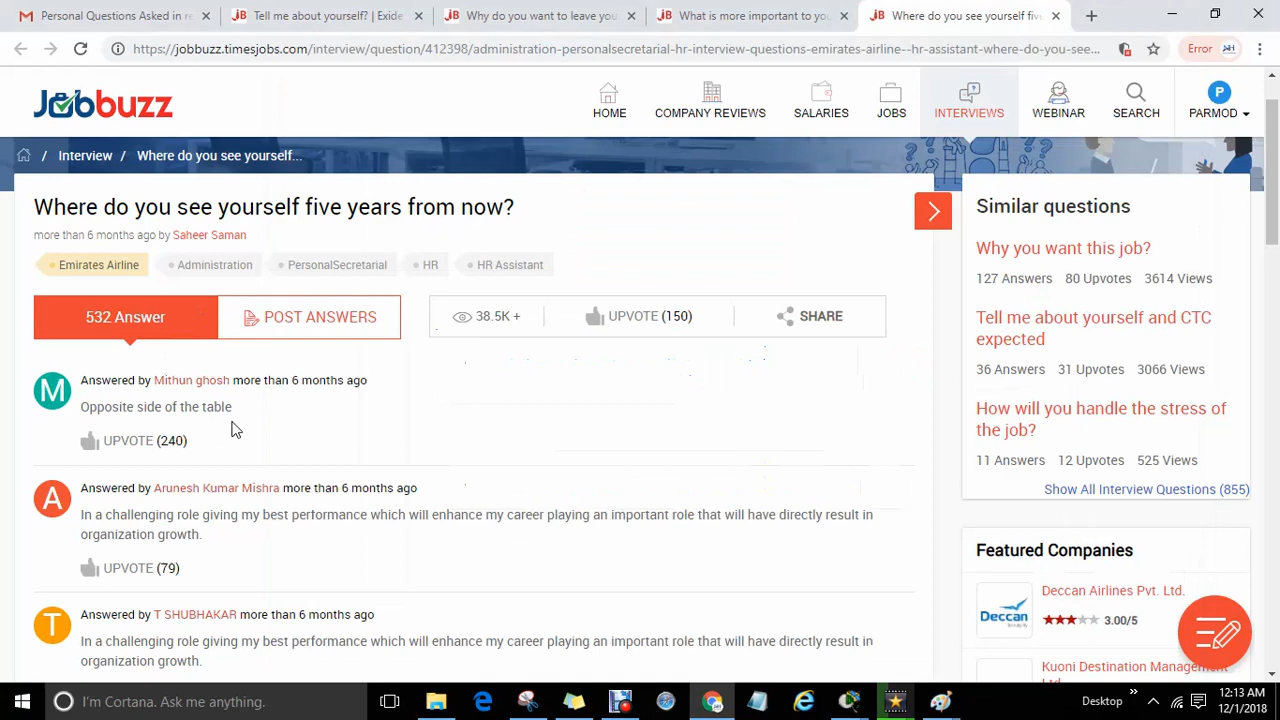 Personal Questions Asked in re
Tell me about yourself? | Exide
Why do you want to leave you
What is more important to you
Where do you see yourself five
https://jobbuzz.timesjobs.com/interview/question/412398/administration-personalsecretarial-hr-interview-questions-emirates-airline--hr-assistant-where-do-you-see...
Error
Jobbuzz
HOME
COMPANY REVIEWS
SALARIES
JOBS
INTERVIEWS
WEBINAR
SEARCH
P
PARMOD
/ Interview / Where do you see yourself...
Where do you see yourself five years from now?
more than 6 months ago by Saheer Saman
Emirates Airline
Administration
PersonalSecretarial
HR
HR Assistant
532 Answer
POST ANSWERS
38.5K +
UPVOTE (150)
SHARE
M
Answered by Mithun ghosh more than 6 months ago
Opposite side of the table
UPVOTE (240)
A
Answered by Arunesh Kumar Mishra more than 6 months ago
In a challenging role giving my best performance which will enhance my career playing an important role that will have directly result in
organization growth.
UPVOTE (79)
T
Answered by T SHUBHAKAR more than 6 months ago
In a challenging role giving my best performance which will enhance my career playing an important role that will have directly result in
organization growth.
Similar questions
Why you want this job?
127 Answers 80 Upvotes 3614 Views
Tell me about yourself and CTC
expected
36 Answers 31 Upvotes 3066 Views
How will you handle the stress of
the job?
11 Answers 12 Upvotes 525 Views
Show All Interview Questions (855)
Featured Companies
Deccan
Deccan Airlines Pvt. Ltd.
3.00/5
Kuoni Destination Management
Ltd.
I'm Cortana. Ask me anything.
Desktop
12:13 AM
12/1/2018